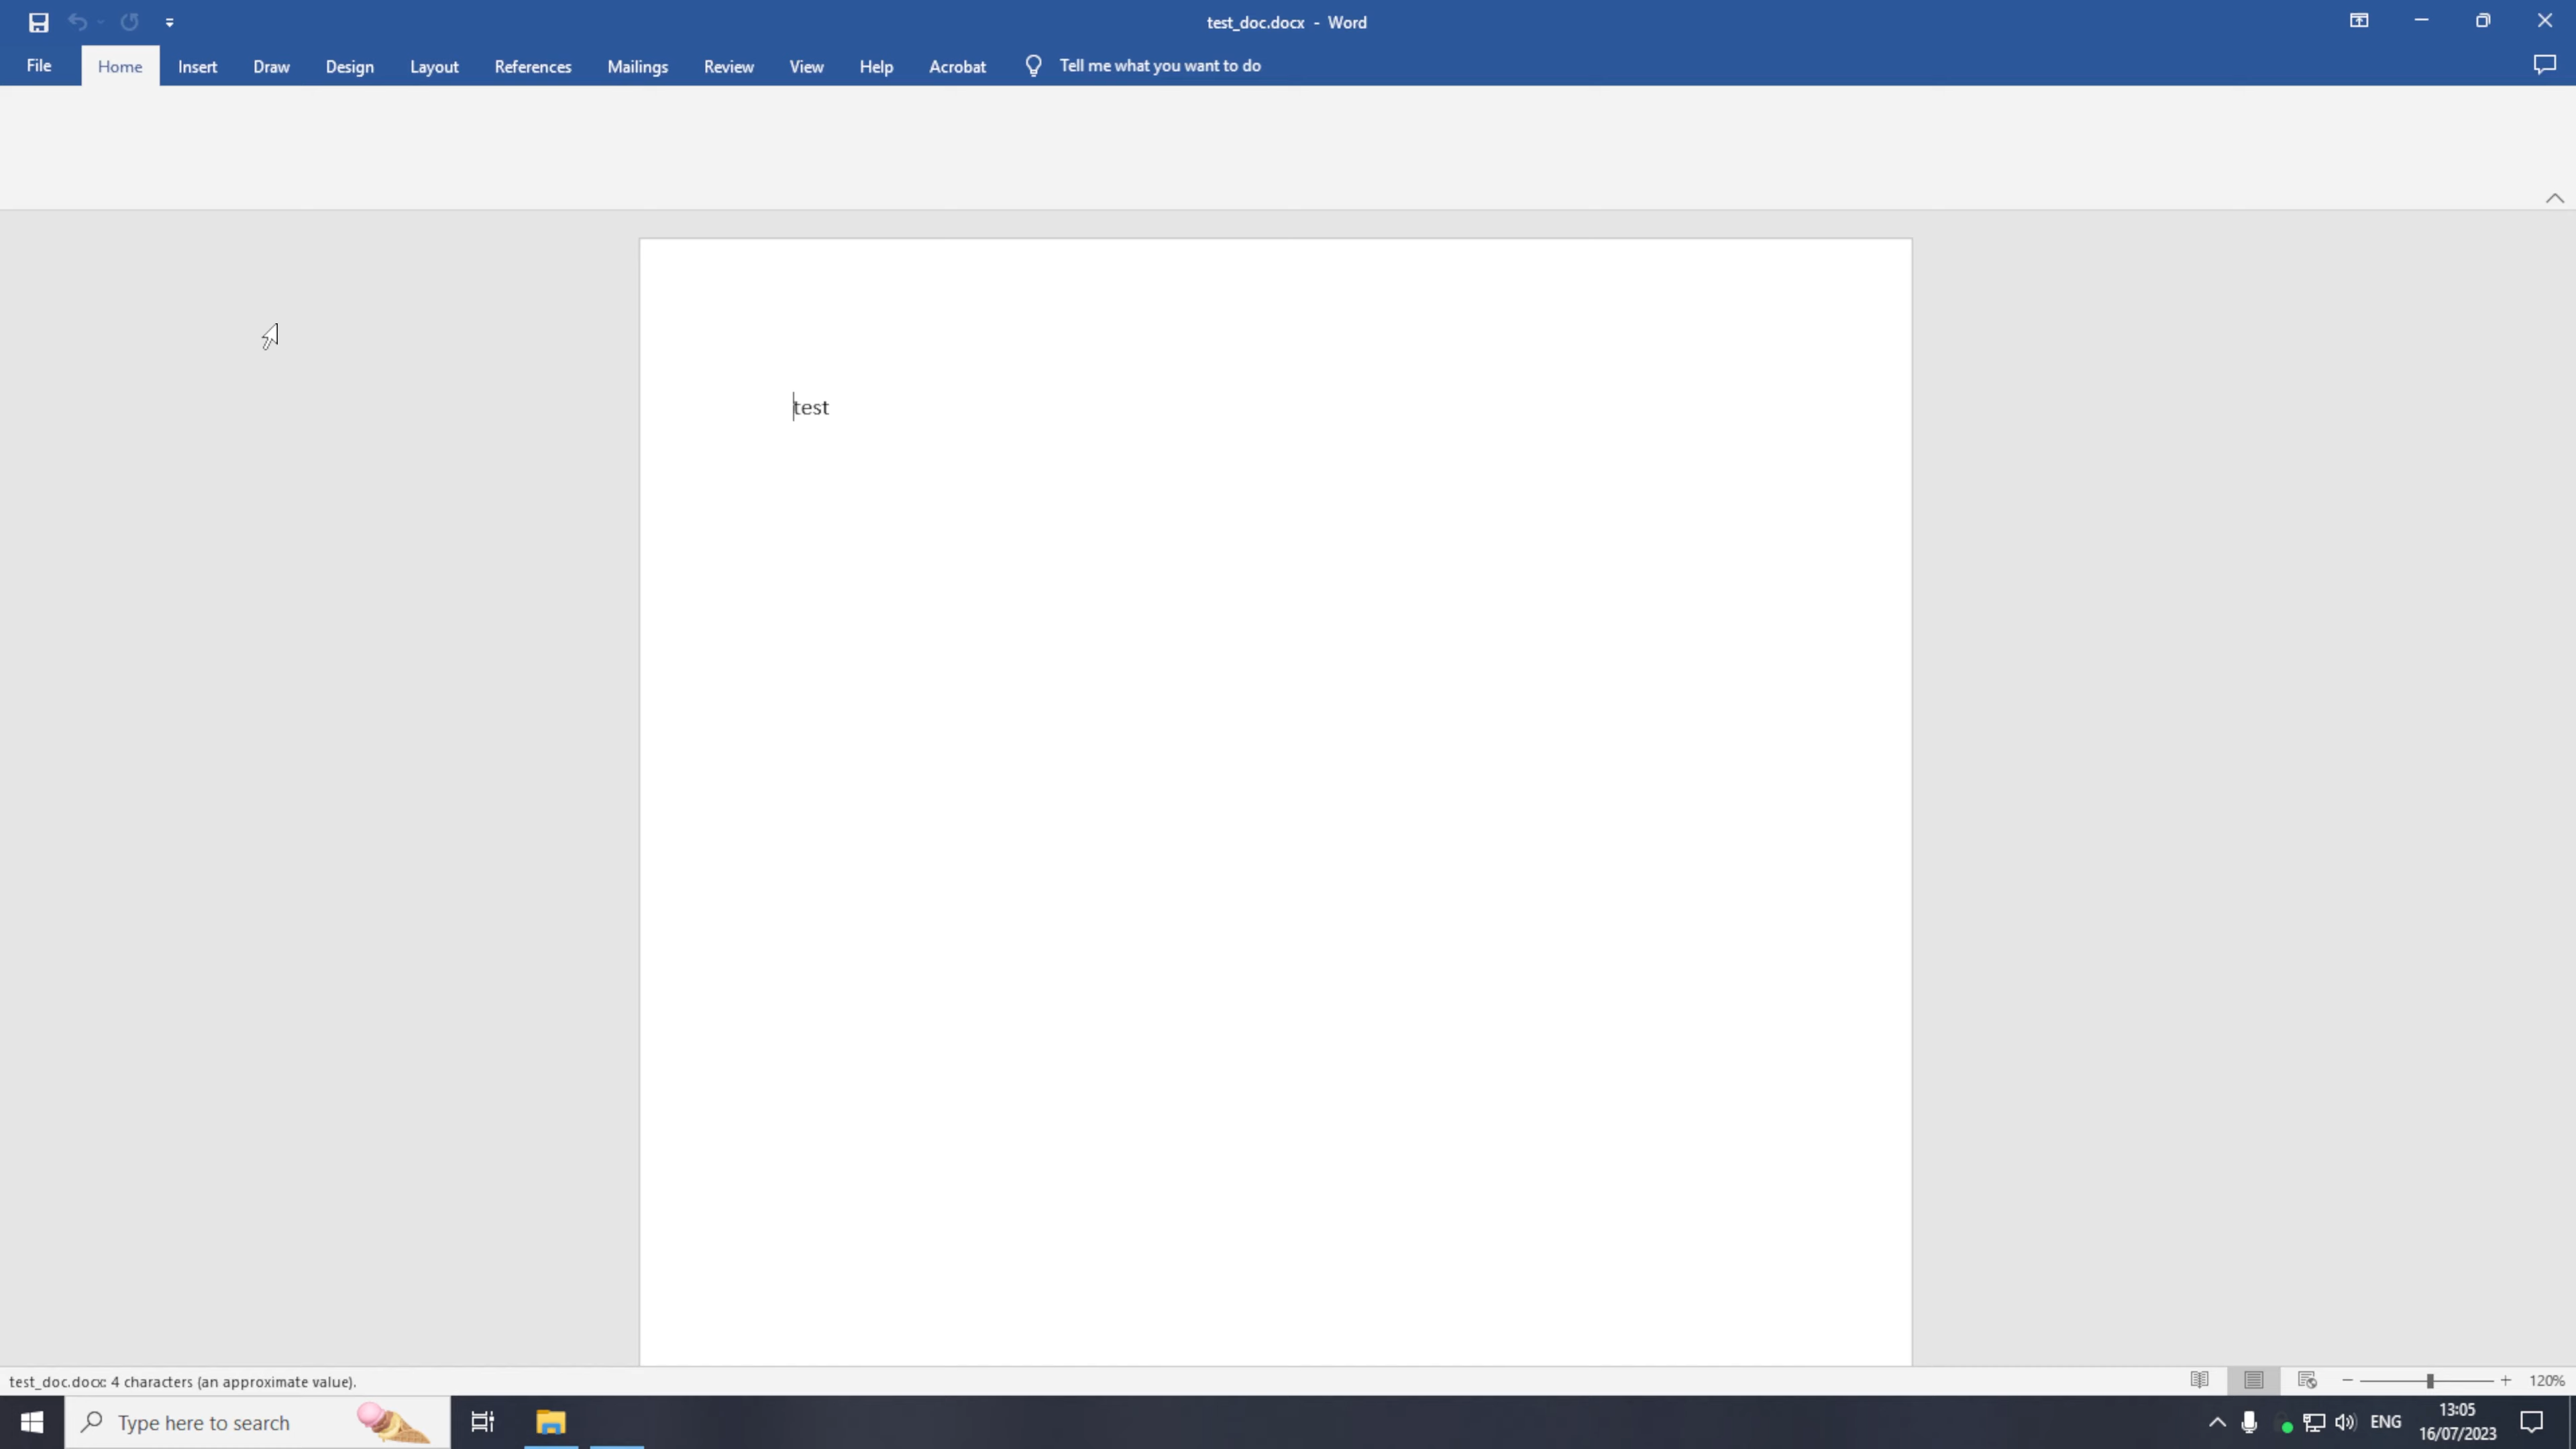 test_doc.docx - Word
File Home Insert Draw Design Layout References Mailings Review View Help Acrobat Tell me what you want to do
test
test_doc.docx: 4 characters (an approximate value).
120%
Type here to search
ENG
13:05
16/07/2023